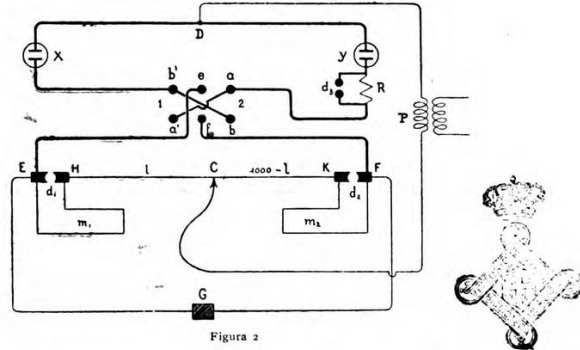 D
X y
b' e a d₃ R
1 2 P
a' f b
E H l C 1000 - l K F
d₁ d₂
m₁ m₂
G
Figura 2